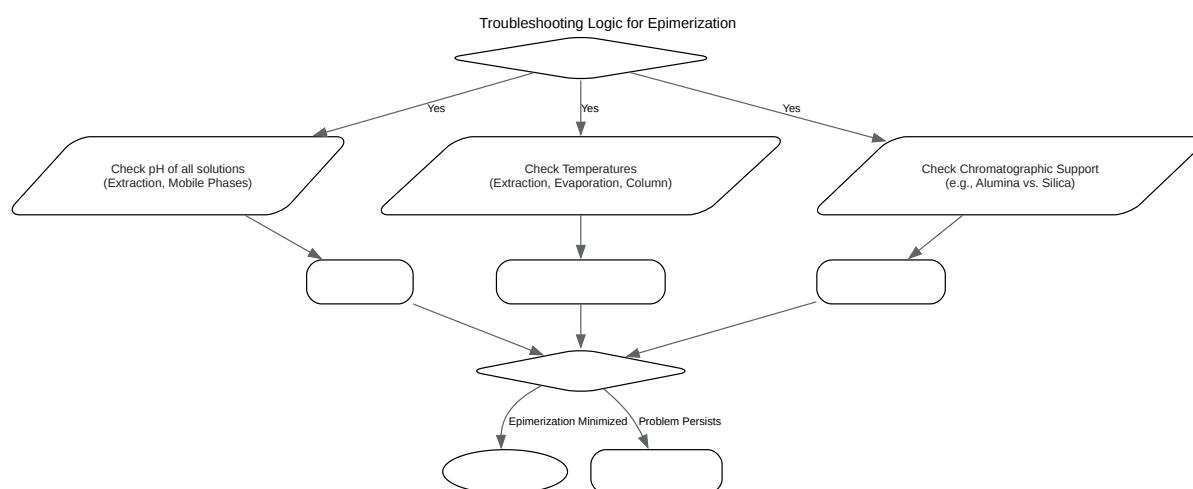 Troubleshooting Logic for Epimerization
Yes
Yes
Yes
Check pH of all solutions
(Extraction, Mobile Phases)
Check Temperatures
(Extraction, Evaporation, Column)
Check Chromatographic Support
(e.g., Alumina vs. Silica)
Epimerization Minimized
Problem Persists